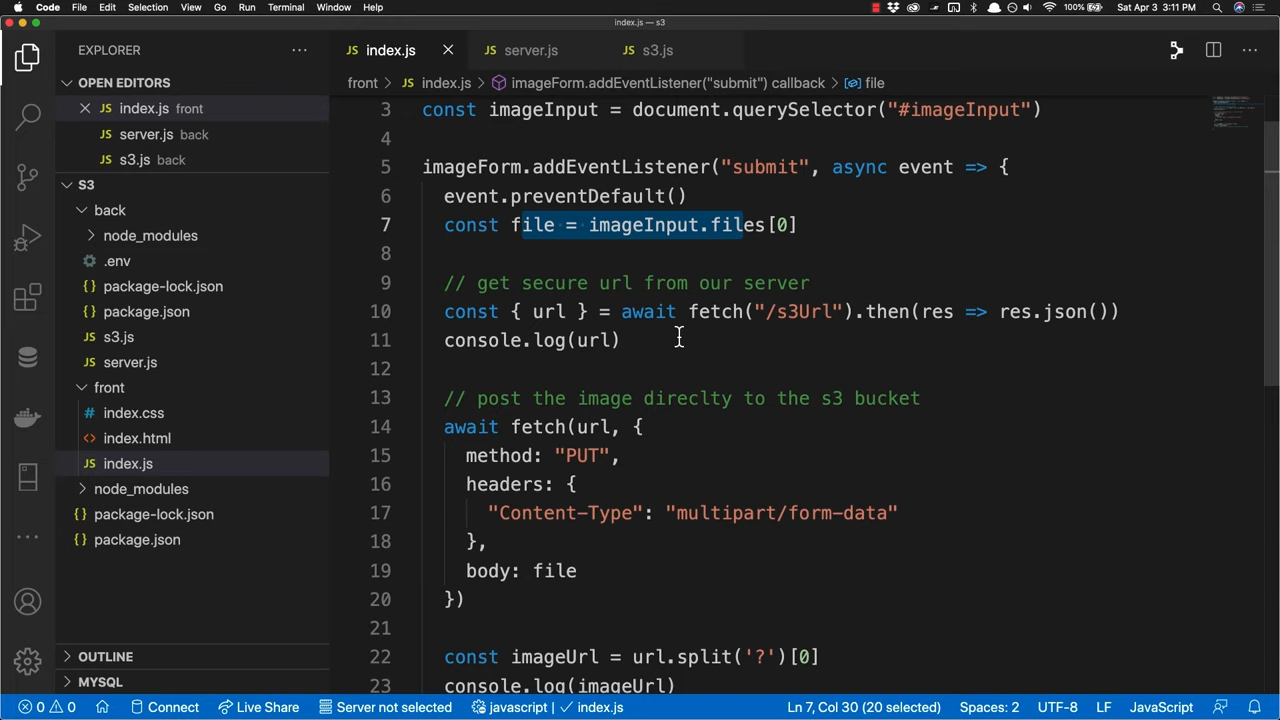 Code File Edit Selection View Go Run Terminal Window Help 100% Sat Apr 3 3:11 PM
index.js — s3
EXPLORER
OPEN EDITORS
index.js front
server.js back
s3.js back
S3
back
node_modules
.env
package-lock.json
package.json
s3.js
server.js
front
index.css
index.html
index.js
node_modules
package-lock.json
package.json
OUTLINE
MYSQL
JS index.js JS server.js JS s3.js
front > JS index.js > imageForm.addEventListener("submit") callback > file
3 const imageInput = document.querySelector("#imageInput")
4
5 imageForm.addEventListener("submit", async event => {
6 event.preventDefault()
7 const file = imageInput.files[0]
8
9 // get secure url from our server
10 const { url } = await fetch("/s3Url").then(res => res.json())
11 console.log(url)
12
13 // post the image direclty to the s3 bucket
14 await fetch(url, {
15 method: "PUT",
16 headers: {
17 "Content-Type": "multipart/form-data"
18 },
19 body: file
20 })
21
22 const imageUrl = url.split('?')[0]
23 console.log(imageUrl)
0 0 Connect Live Share Server not selected javascript | index.js Ln 7, Col 30 (20 selected) Spaces: 2 UTF-8 LF JavaScript